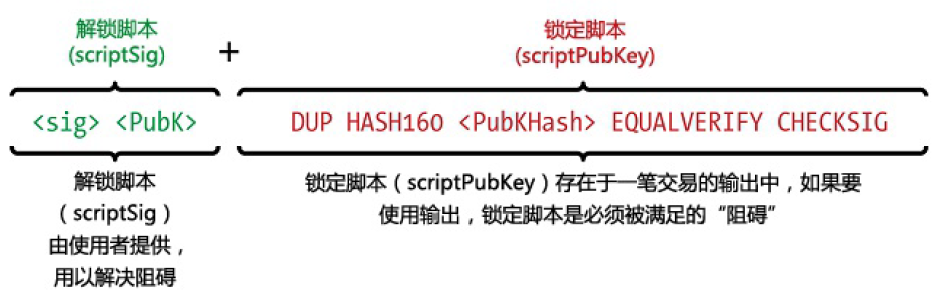 解锁脚本
(scriptSig)
+
锁定脚本
(scriptPubKey)
<sig> <PubK>
DUP HASH160 <PubKHash> EQUALVERIFY CHECKSIG
解锁脚本
（scriptSig）
由使用者提供，
用以解决阻碍
锁定脚本（scriptPubKey）存在于一笔交易的输出中，如果要
使用输出，锁定脚本是必须被满足的“阻碍”